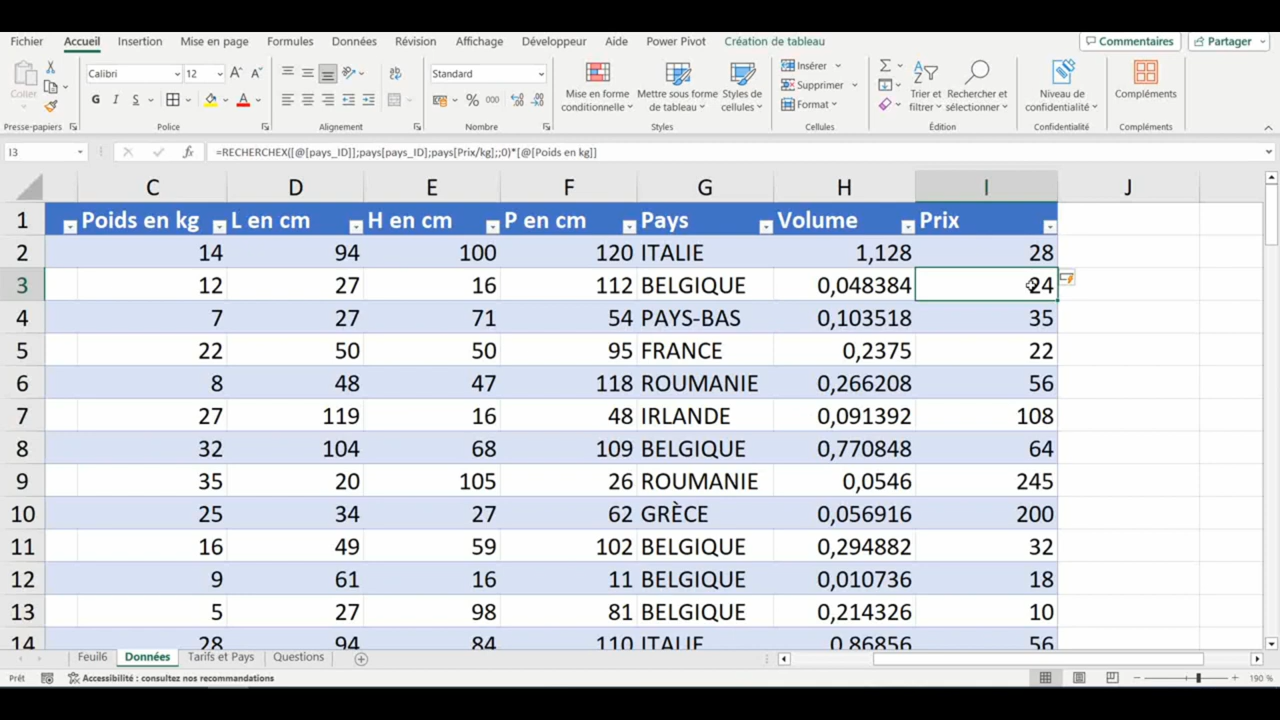 Fichier Accueil Insertion Mise en page Formules Données Révision Affichage Développeur Aide Power Pivot Création de tableau Commentaires Partager
Coller
Calibri 12
G I S
Standard
% 000
Mise en forme conditionnelle
Mettre sous forme de tableau
Styles de cellules
Insérer
Supprimer
Format
Trier et filtrer
Rechercher et sélectionner
Niveau de confidentialité
Compléments
Presse-papiers Police Alignement Nombre Styles Cellules Édition Confidentialité Compléments
I3 fx =RECHERCHEX([@[pays_ID]];pays[pays_ID];pays[Prix/kg];;0)*[@[Poids en kg]]
C D E F G H I J
1 Poids en kg L en cm H en cm P en cm Pays Volume Prix
2 14 94 100 120 ITALIE 1,128 28
3 12 27 16 112 BELGIQUE 0,048384 24
4 7 27 71 54 PAYS-BAS 0,103518 35
5 22 50 50 95 FRANCE 0,2375 22
6 8 48 47 118 ROUMANIE 0,266208 56
7 27 119 16 48 IRLANDE 0,091392 108
8 32 104 68 109 BELGIQUE 0,770848 64
9 35 20 105 26 ROUMANIE 0,0546 245
10 25 34 27 62 GRÈCE 0,056916 200
11 16 49 59 102 BELGIQUE 0,294882 32
12 9 61 16 11 BELGIQUE 0,010736 18
13 5 27 98 81 BELGIQUE 0,214326 10
14 28 94 84 110 ITALIE 0,86856 56
Feuil6 Données Tarifs et Pays Questions
Prêt Accessibilité : consultez nos recommandations 190 %